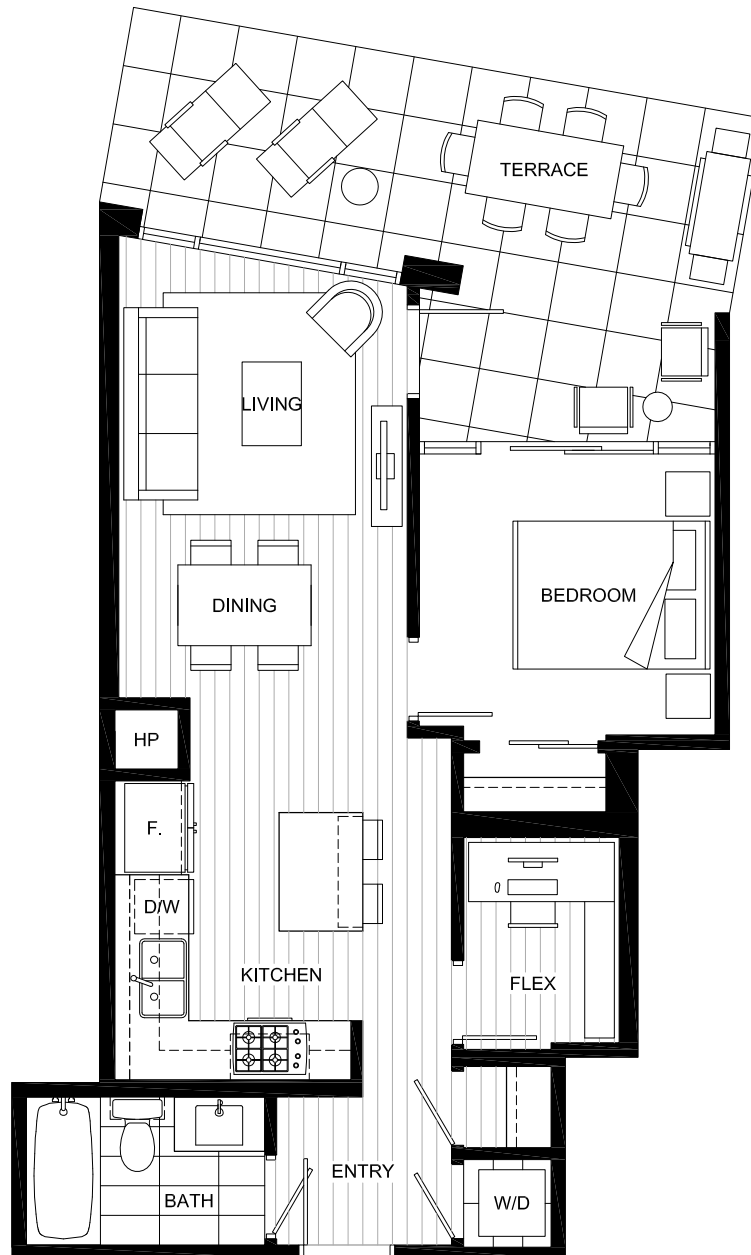 TERRACE
LIVING
BEDROOM
DINING
HP
F.
D/W
KITCHEN
FLEX
ENTRY
BATH
W/D